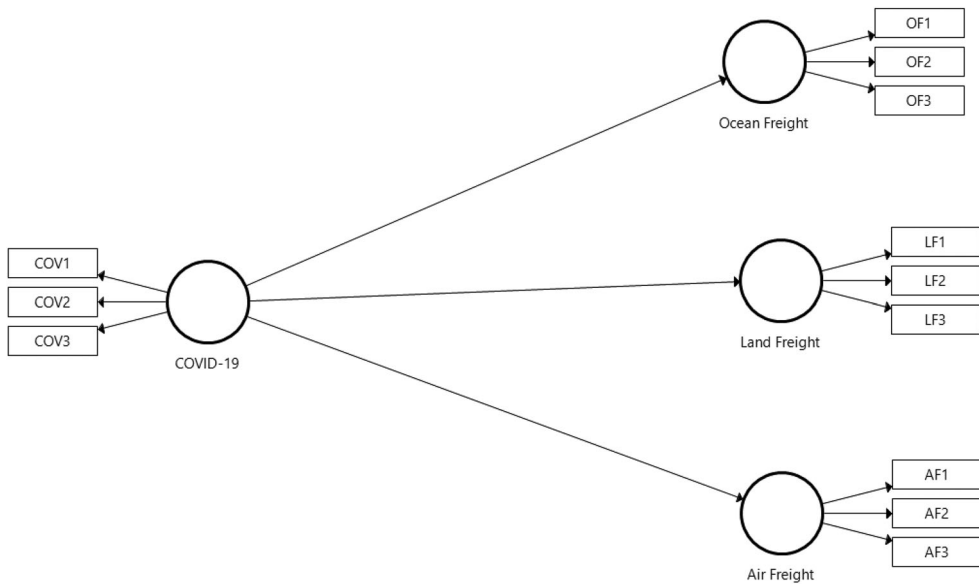 OF1
OF2
OF3
Ocean Freight
COV1
COV2
COV3
COVID-19
LF1
LF2
LF3
Land Freight
AF1
AF2
AF3
Air Freight